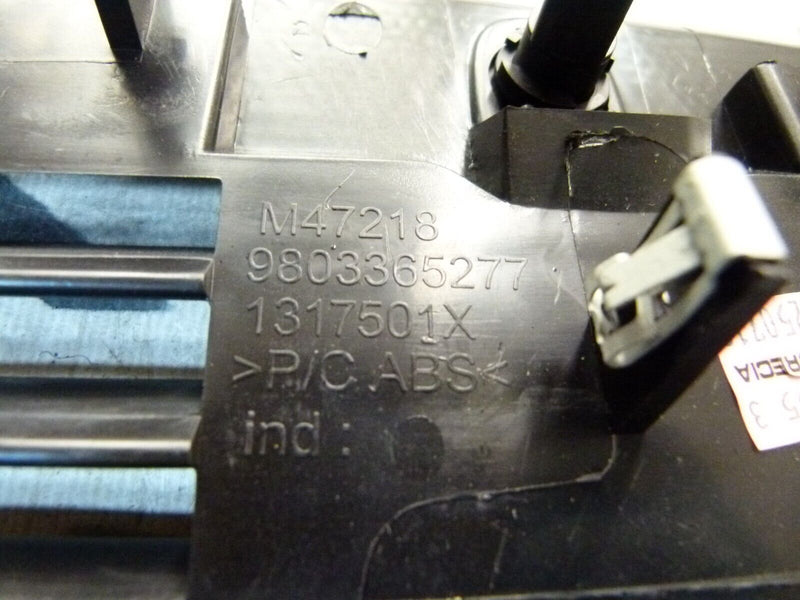 M47218
9803365277
1317501X
>P/C ABS<
ind :